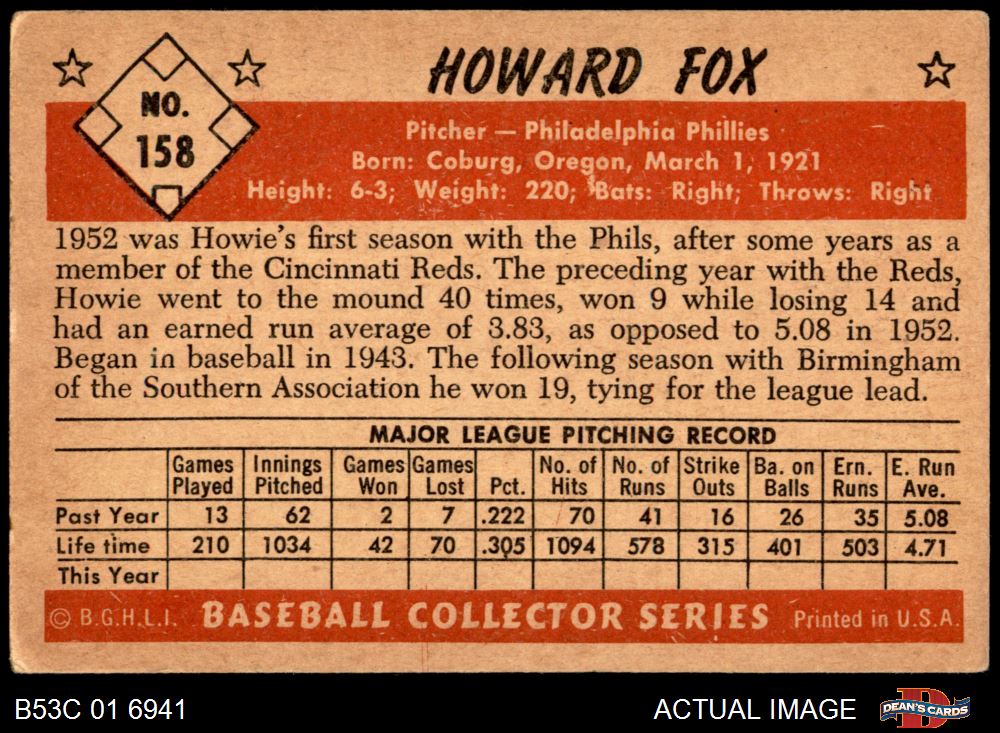 HOWARD FOX
NO.
158
Pitcher — Philadelphia Phillies
Born: Coburg, Oregon, March 1, 1921
Height: 6-3; Weight: 220; Bats: Right; Throws: Right
1952 was Howie's first season with the Phils, after some years as a
member of the Cincinnati Reds. The preceding year with the Reds,
Howie went to the mound 40 times, won 9 while losing 14 and
had an earned run average of 3.83, as opposed to 5.08 in 1952.
Began in baseball in 1943. The following season with Birmingham
of the Southern Association he won 19, tying for the league lead.
MAJOR LEAGUE PITCHING RECORD
Games Innings Games Games No. of No. of Strike Ba. on Ern. E. Run
Played Pitched Won Lost Pct. Hits Runs Outs Balls Runs Ave.
Past Year 13 62 2 7 .222 70 41 16 26 35 5.08
Life time 210 1034 42 70 .305 1094 578 315 401 503 4.71
This Year
© B.G.H.L.I. BASEBALL COLLECTOR SERIES Printed in U.S.A.
B53C 01 6941 ACTUAL IMAGE DEAN'S CARDS